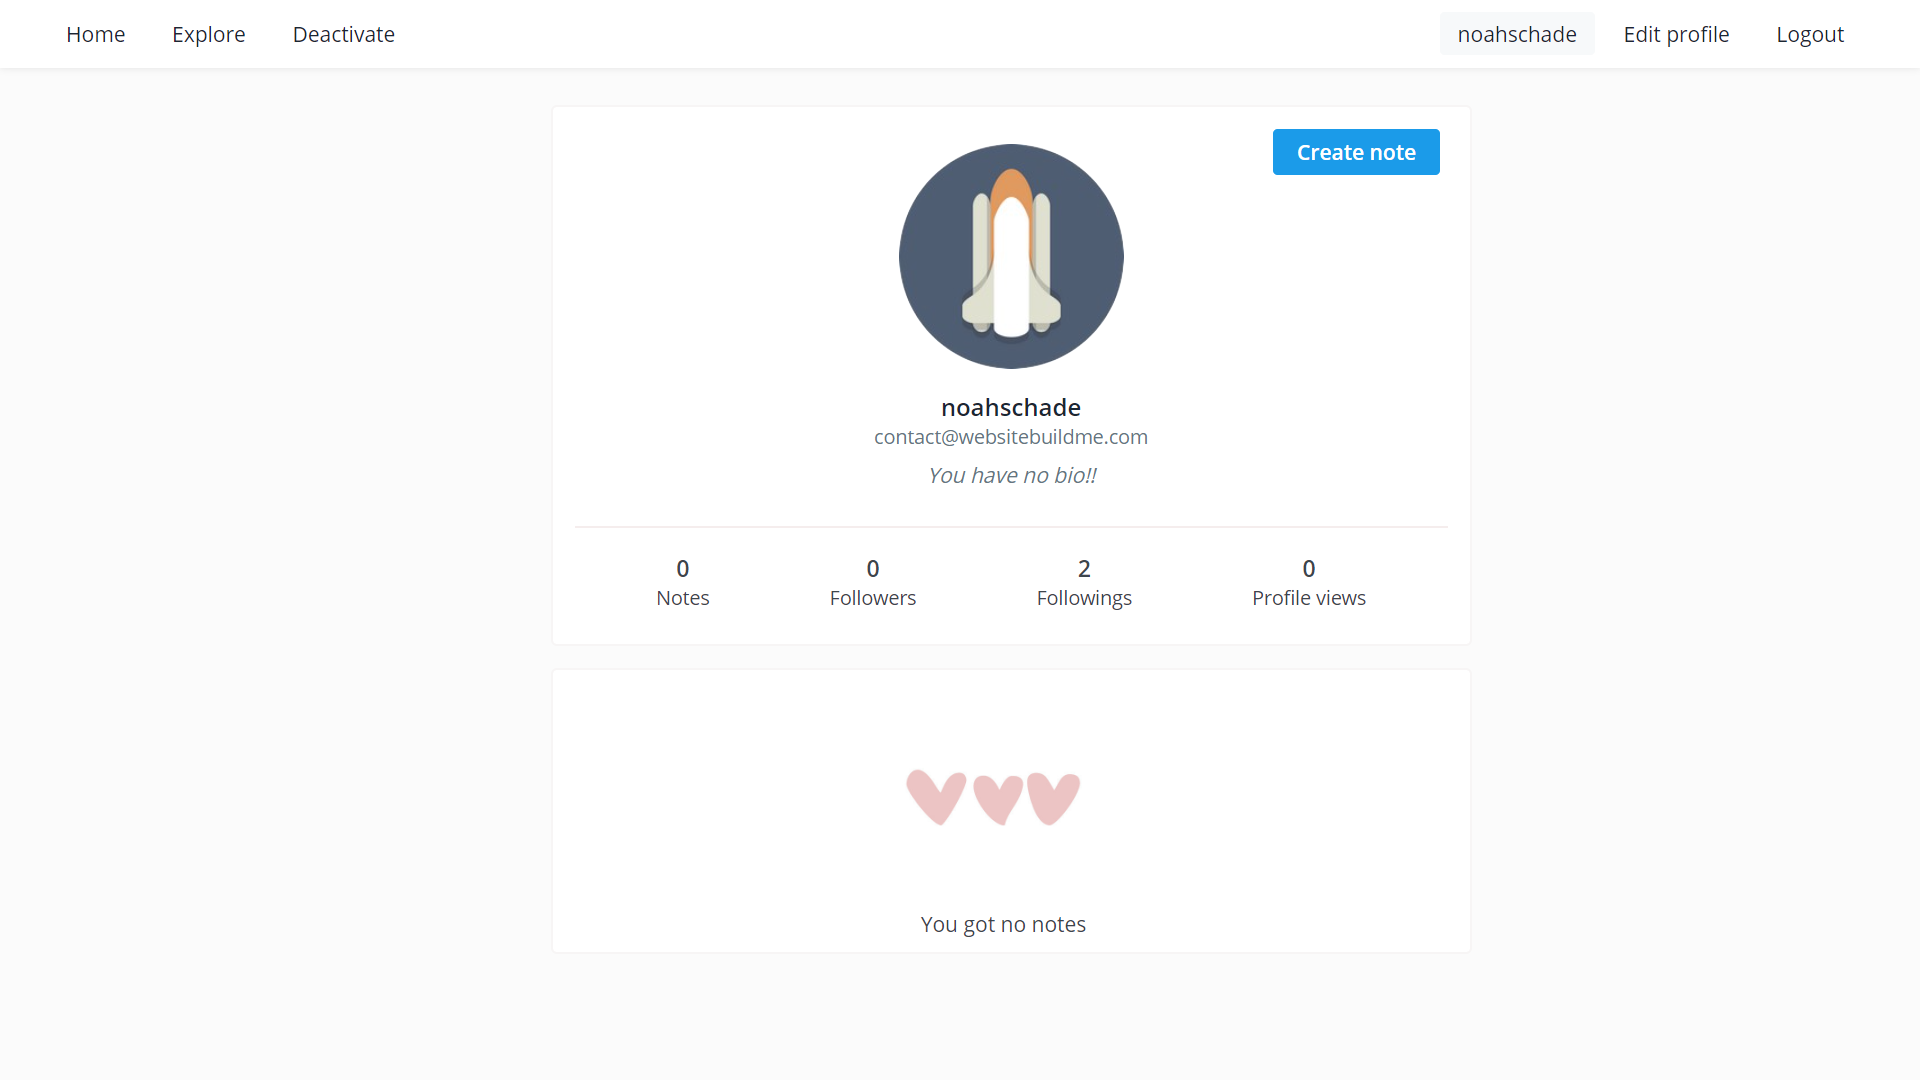 Home Explore Deactivate noahschade Edit profile Logout
Create note
noahschade
contact@websitebuildme.com
You have no bio!!
0 0 2 0
Notes Followers Followings Profile views
You got no notes